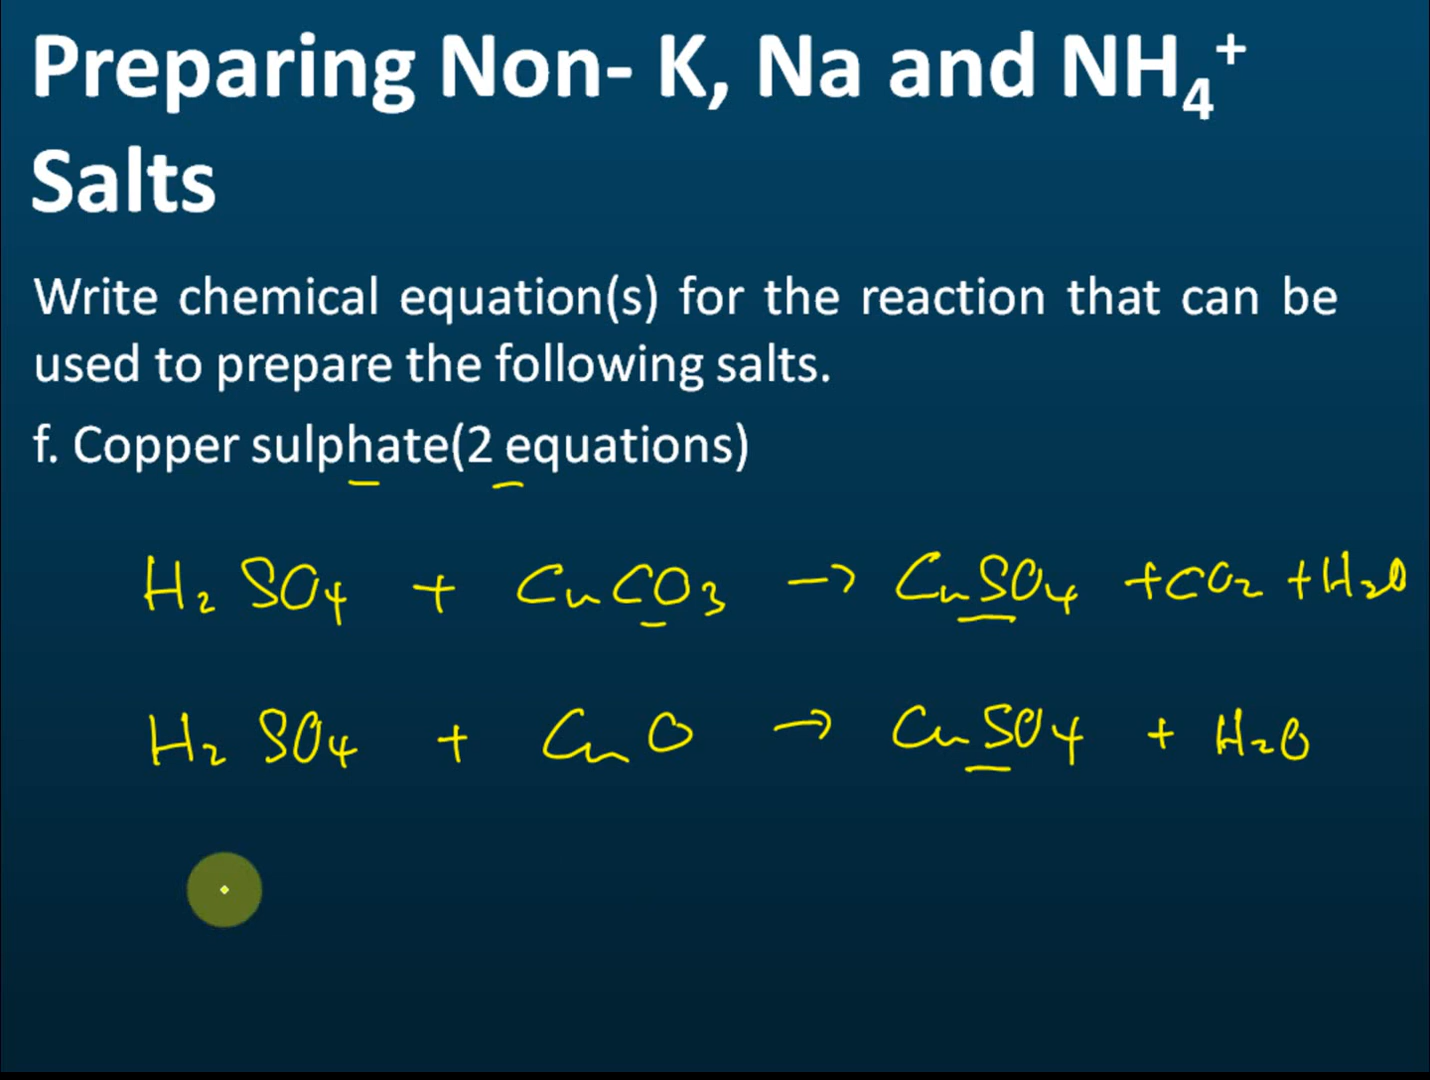 Preparing Non- K, Na and NH₄⁺
Salts
Write chemical equation(s) for the reaction that can be
used to prepare the following salts.
f. Copper sulphate(2 equations)
H₂SO₄ + CuCO₃ → CuSO₄ + CO₂ + H₂O
H₂SO₄ + CuO → CuSO₄ + H₂O